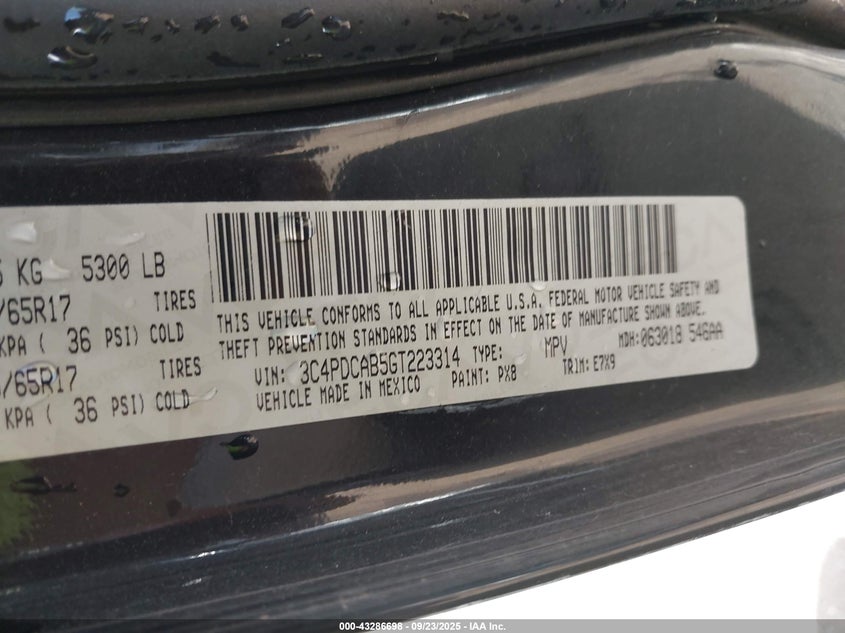 KG 5300 LB
/65R17 TIRES
KPA ( 36 PSI) COLD
/65R17 TIRES
KPA ( 36 PSI) COLD
THIS VEHICLE CONFORMS TO ALL APPLICABLE U.S.A. FEDERAL MOTOR VEHICLE SAFETY AND
THEFT PREVENTION STANDARDS IN EFFECT ON THE DATE OF MANUFACTURE SHOWN ABOVE.
VIN: 3C4PDCAB5GT223314 TYPE: MPV MDH: 063018 546AA
VEHICLE MADE IN MEXICO PAINT: PX8 TRIM: E7X9
000-43286698 - 09/23/2025 - IAA Inc.